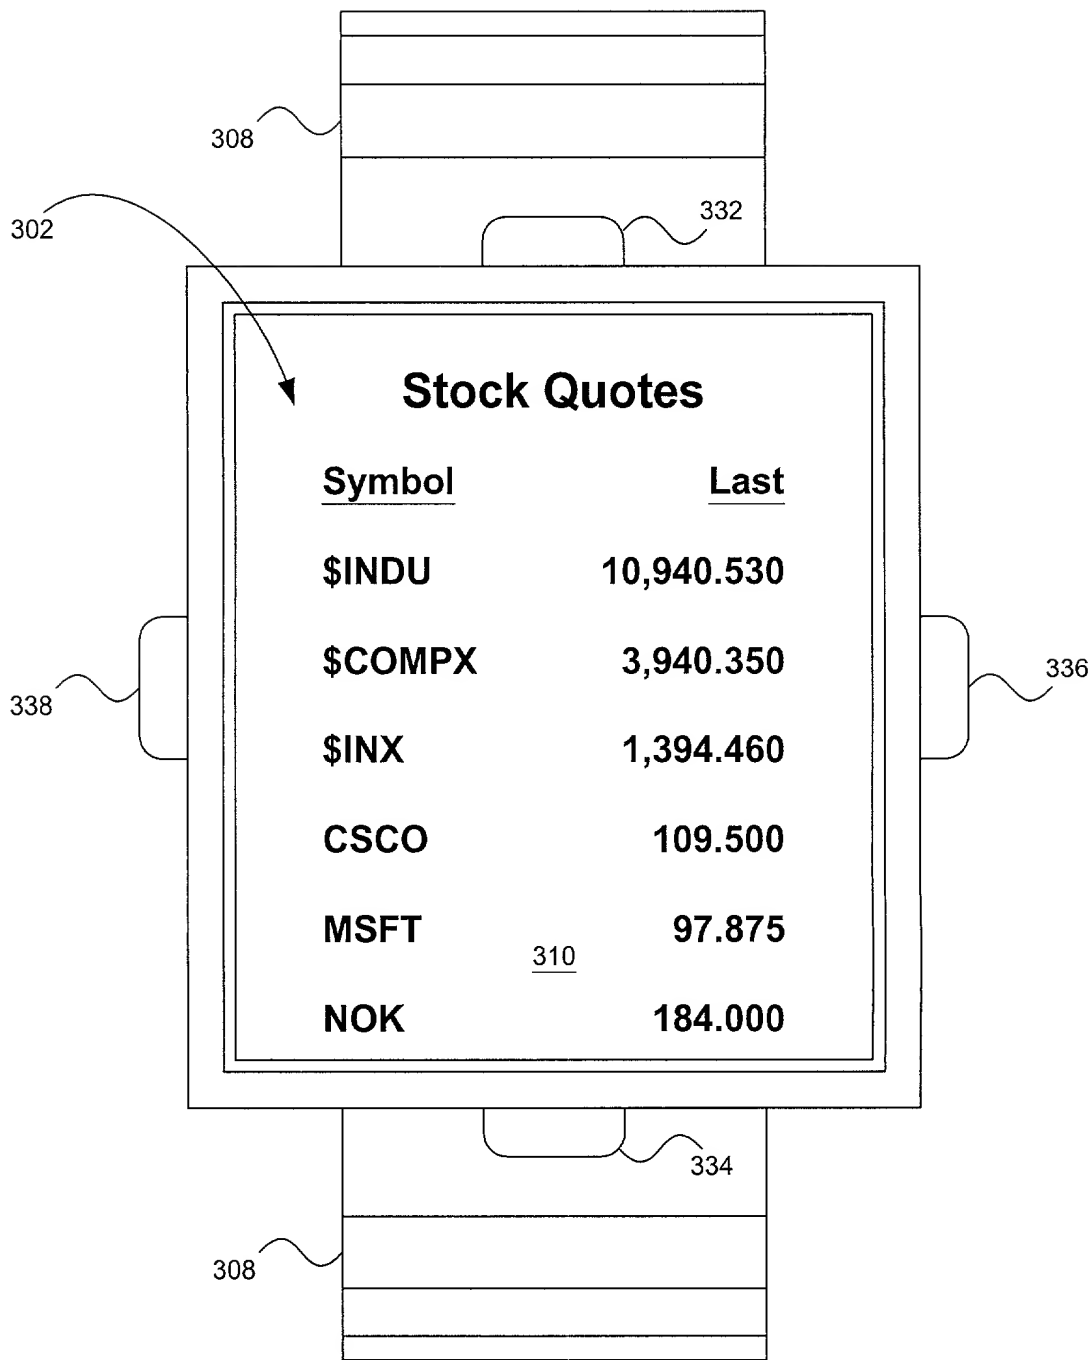 308
332
302
Stock Quotes
Symbol Last
$INDU 10,940.530
$COMPX 3,940.350
336
338
$INX 1,394.460
CSCO 109.500
MSFT 97.875
310
NOK 184.000
334
308